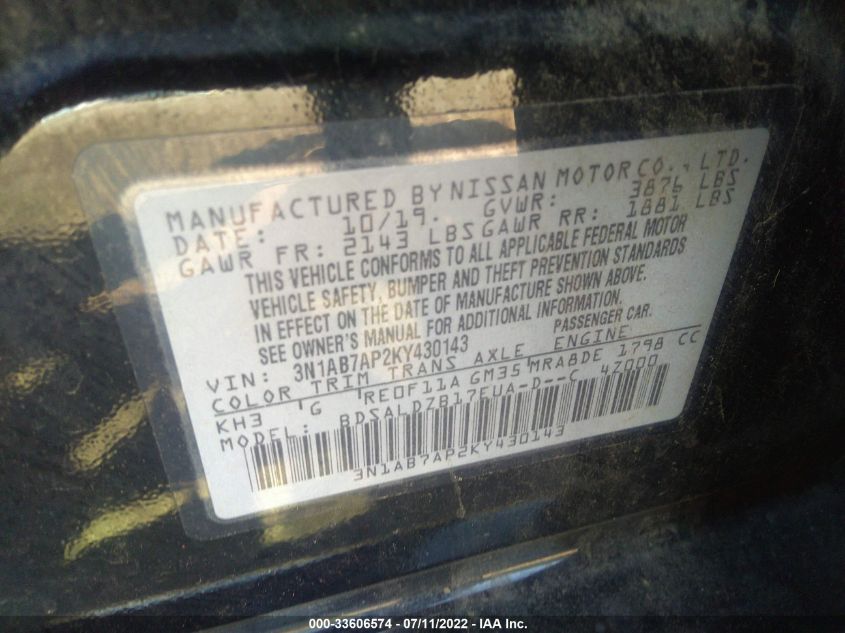 MANUFACTURED BY NISSAN MOTOR CO., LTD.
DATE: 10/19. GVWR: 3876 LBS
GAWR FR: 2143 LBS GAWR RR: 1881 LBS
THIS VEHICLE CONFORMS TO ALL APPLICABLE FEDERAL MOTOR
VEHICLE SAFETY, BUMPER AND THEFT PREVENTION STANDARDS
IN EFFECT ON THE DATE OF MANUFACTURE SHOWN ABOVE.
SEE OWNER'S MANUAL FOR ADDITIONAL INFORMATION.
VIN: 3N1AB7AP2KY430143 PASSENGER CAR.
COLOR TRIM TRANS AXLE ENGINE
KH3 G RE0F11A GM35 MRA8DE 1798 CC
MODEL: BDSALDZB17EUA-D--C 4Z000
3N1AB7AP2KY430143
000-33606574 - 07/11/2022 - IAA Inc.